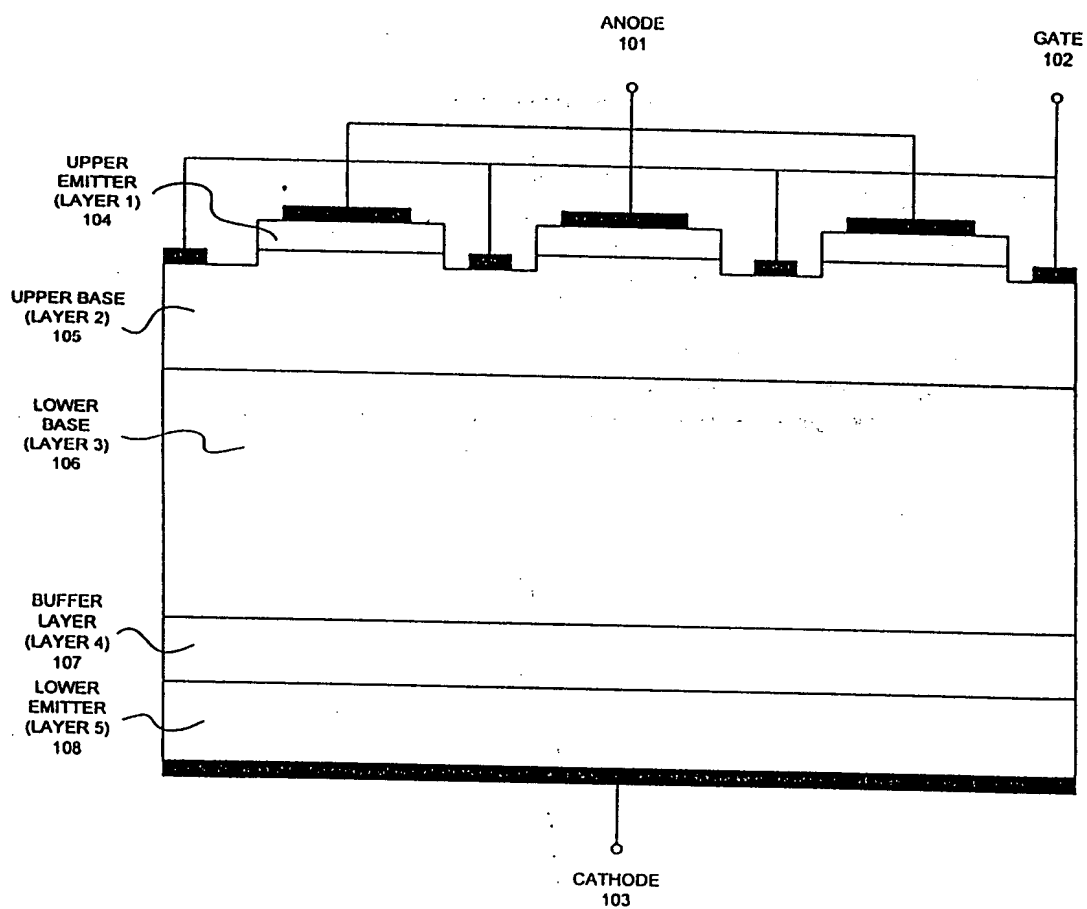 ANODE
101
GATE
102
UPPER
EMITTER
(LAYER 1)
104
UPPER BASE
(LAYER 2)
105
LOWER
BASE
(LAYER 3)
106
BUFFER
LAYER
(LAYER 4)
107
LOWER
EMITTER
(LAYER 5)
108
CATHODE
103